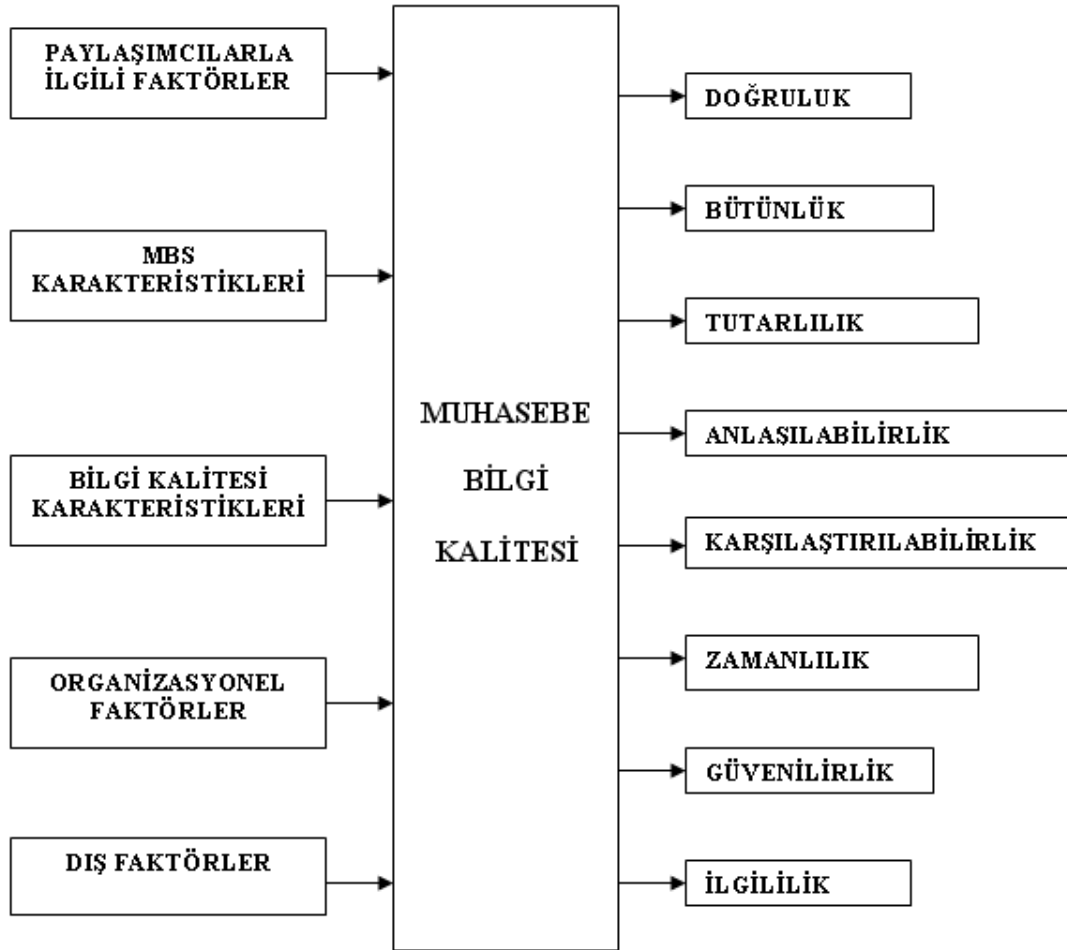 PAYLAŞIMCILARLA
İLGİLİ FAKTÖRLER
MBS
KARAKTERİSTİKLERİ
BİLGİ KALİTESİ
KARAKTERİSTİKLERİ
ORGANİZASYONEL
FAKTÖRLER
DIŞ FAKTÖRLER
MUHASEBE
BİLGİ
KALİTESİ
DOĞRULUK
BÜTÜNLÜK
TUTARLILIK
ANLAŞILABİLİRLİK
KARŞILAŞTIRILABİLİRLİK
ZAMANLILIK
GÜVENİLİRLİK
İLGİLİLİK